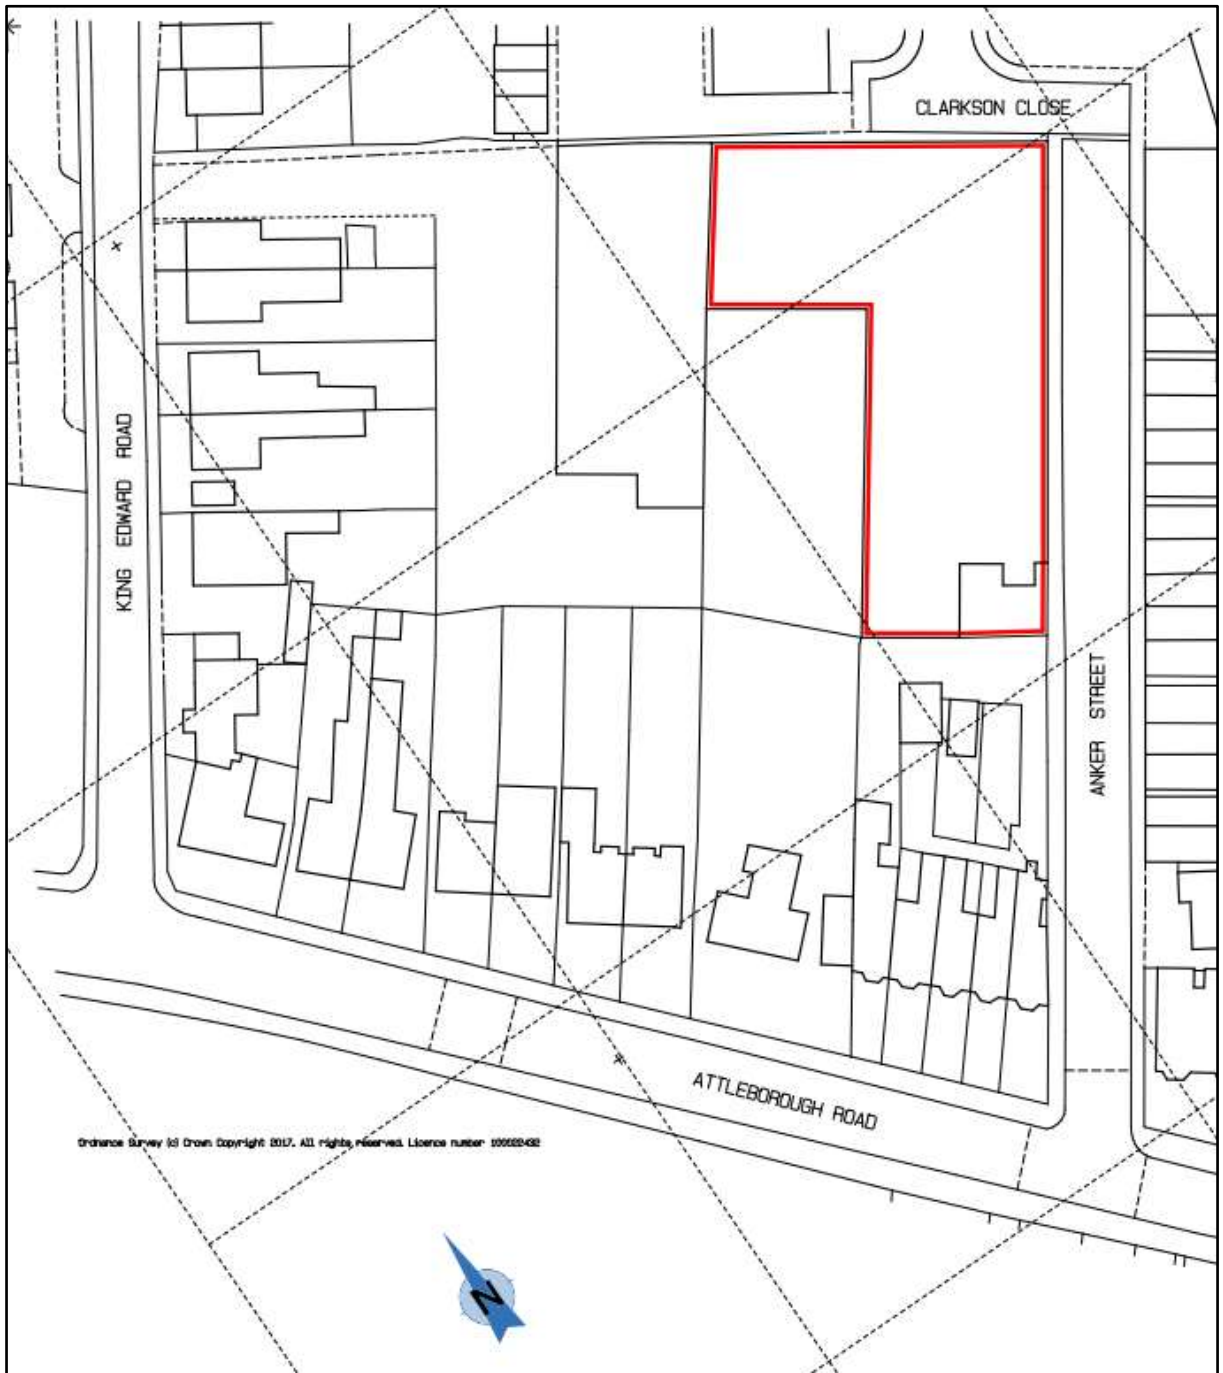 CLARKSON CLOSE
KING EDWARD ROAD
ANKER STREET
ATTLEBOROUGH ROAD
Ordnance Survey (c) Crown Copyright 2017. All rights reserved. Licence number
N